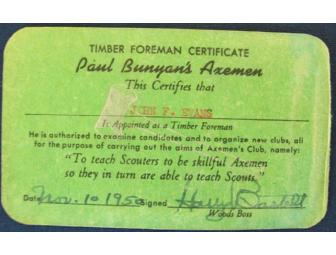 TIMBER FOREMAN CERTIFICATE
Paul Bunyan's Axemen
This Certifies that
JOHN F. EVANS
Is Appointed as a Timber Foreman
He is authorized to examine candidates and to organize new clubs, all
for the purpose of carrying out the aims of Axemen's Club, namely:
"To teach Scouters to be skillful Axemen
so they in turn are able to teach Scouts."
Date Nov. 10 1950 Signed Harry
Woods Boss